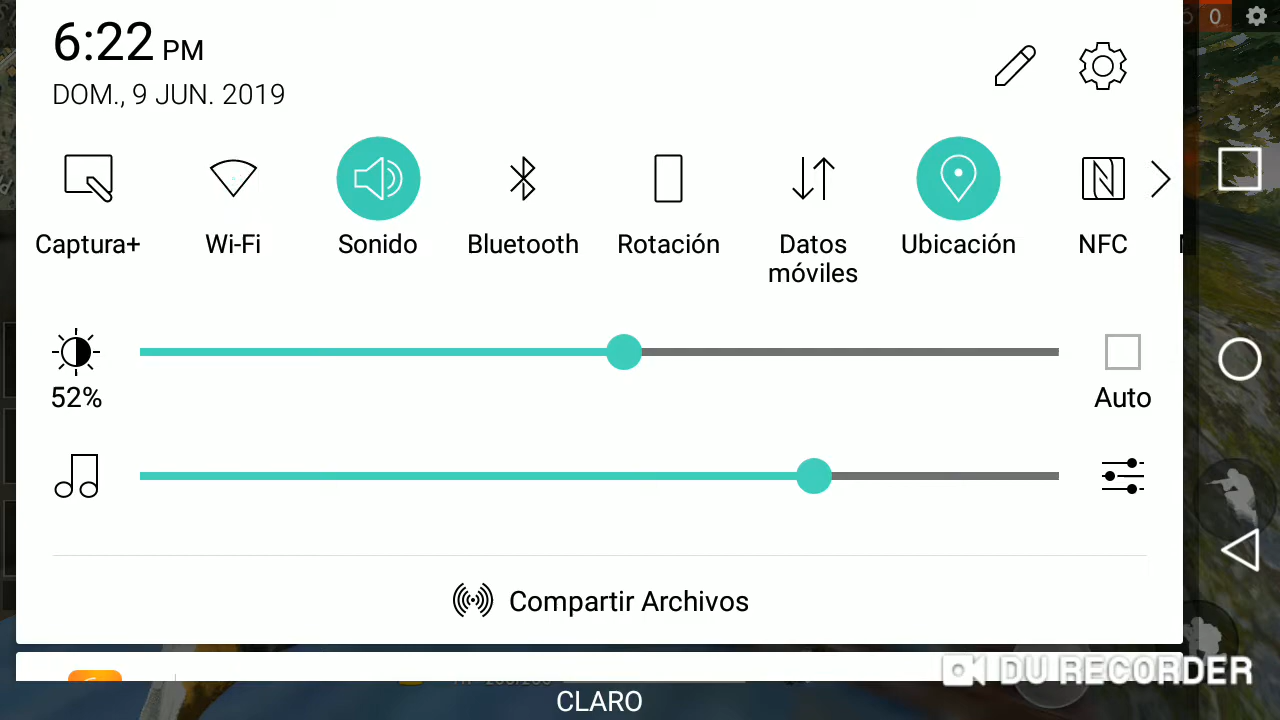 6:22 PM
DOM., 9 JUN. 2019
0
Captura+
Wi-Fi
Sonido
Bluetooth
Rotación
Datos
móviles
Ubicación
NFC
52%
Auto
Compartir Archivos
DU RECORDER
CLARO